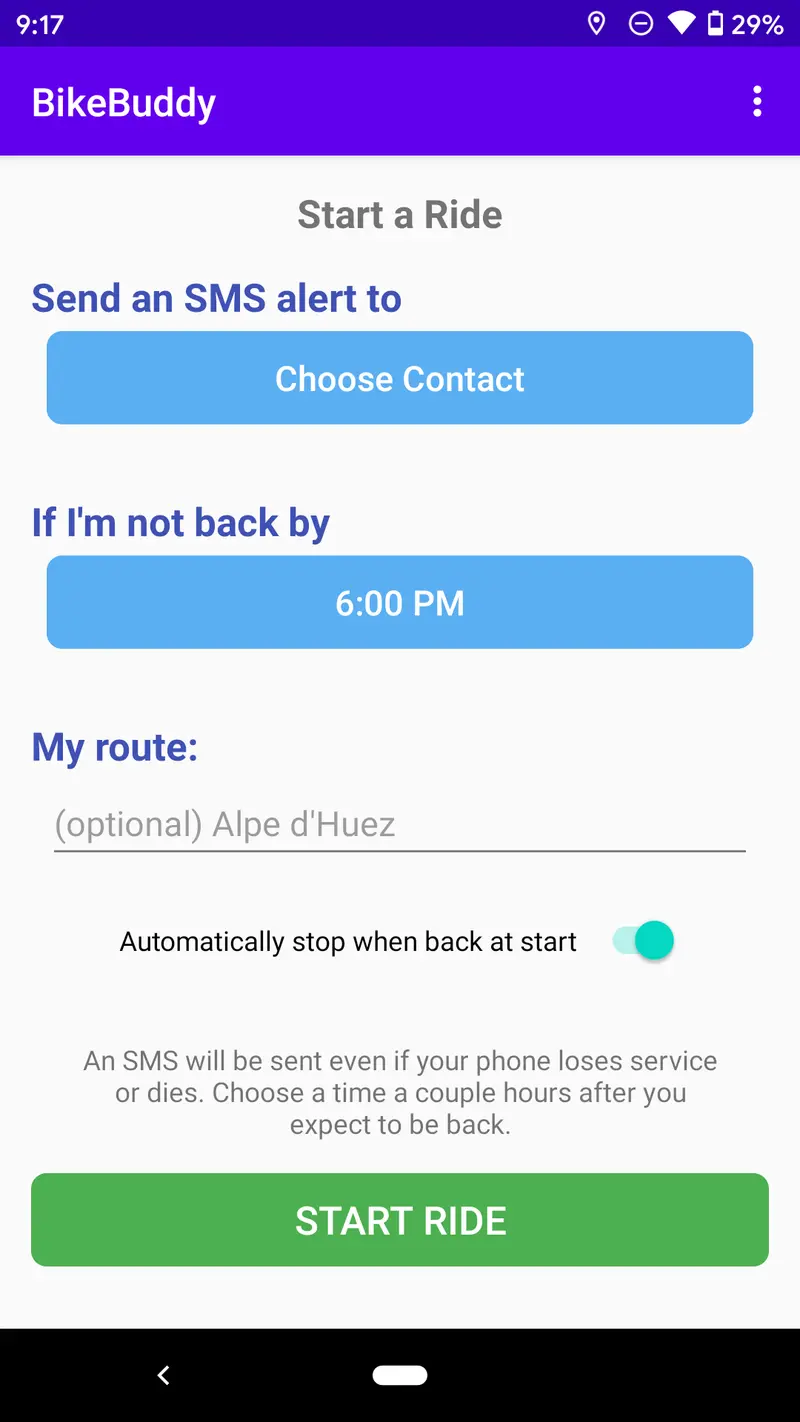 9:17
29%
BikeBuddy
Start a Ride
Send an SMS alert to
Choose Contact
If I'm not back by
6:00 PM
My route:
(optional) Alpe d'Huez
Automatically stop when back at start
An SMS will be sent even if your phone loses service
or dies. Choose a time a couple hours after you
expect to be back.
START RIDE